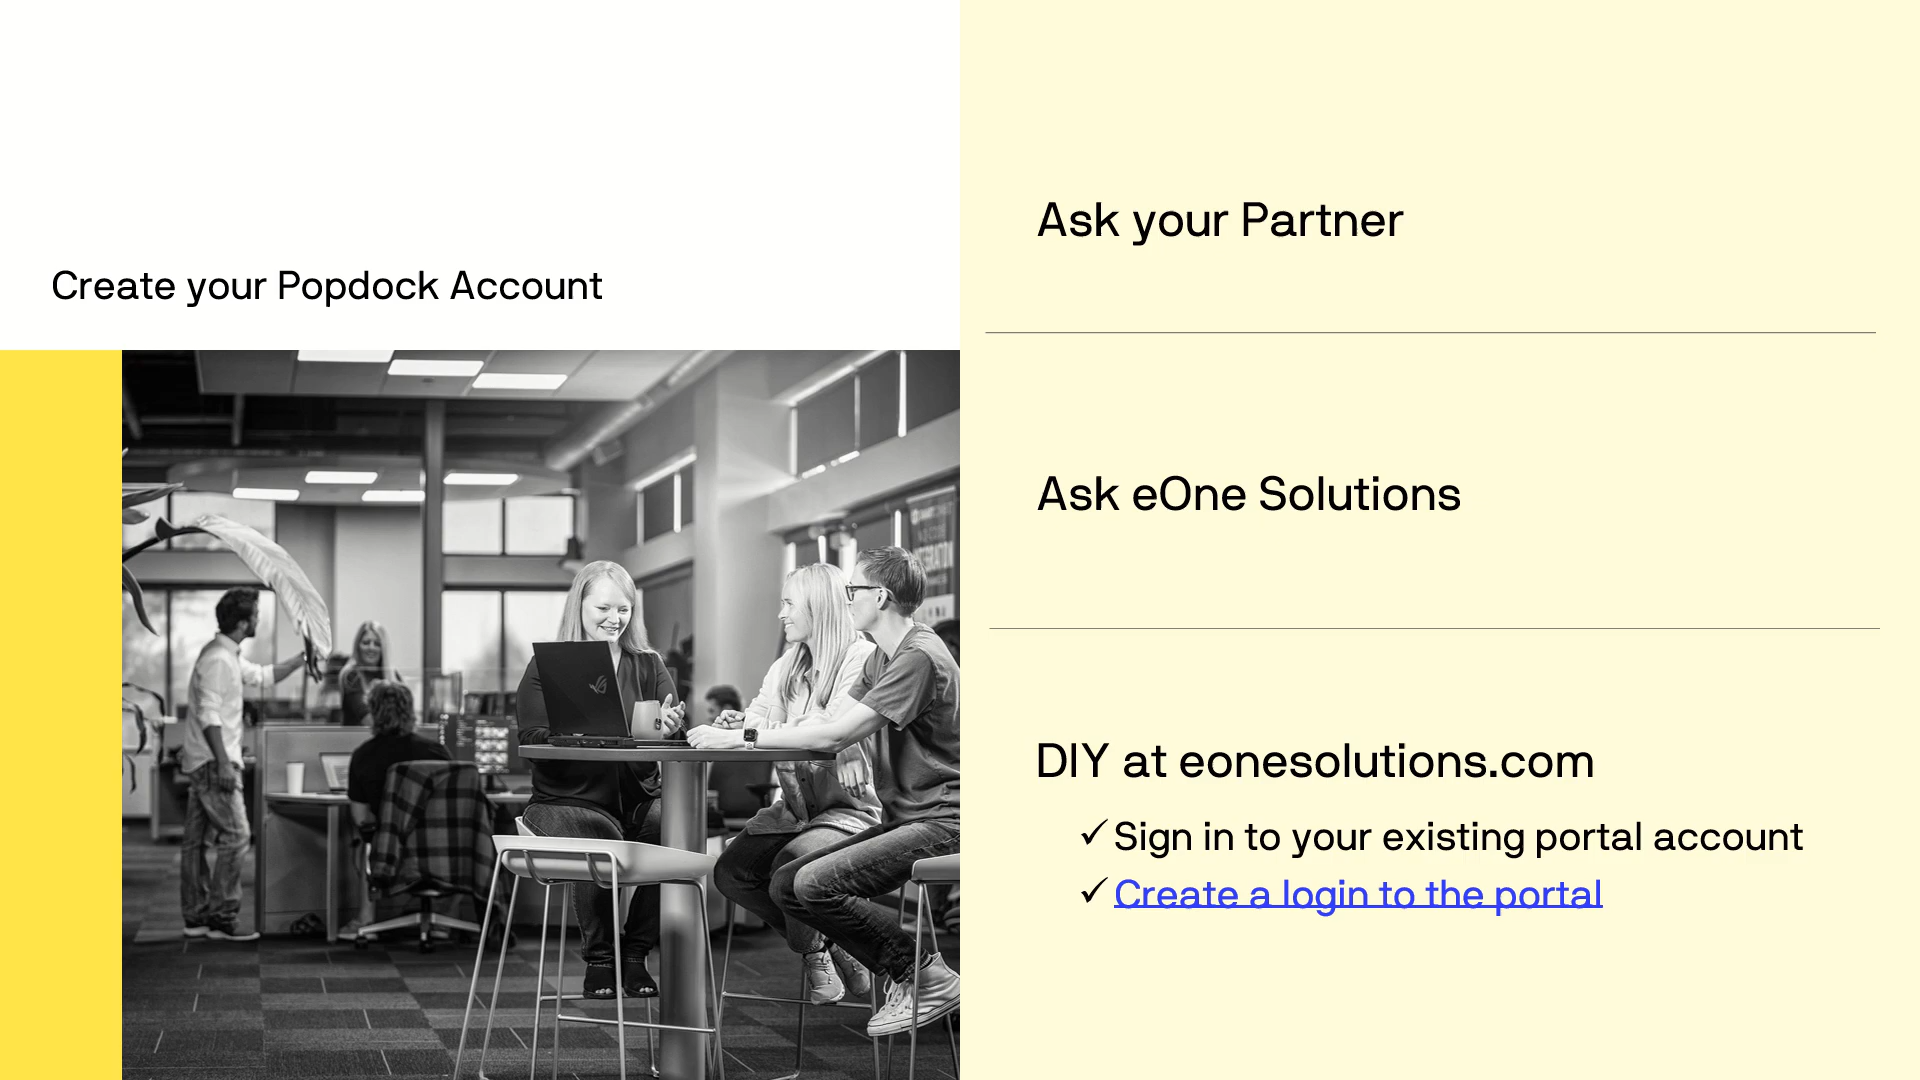 Create your Popdock Account
Ask your Partner
Ask eOne Solutions
DIY at eonesolutions.com
✓ Sign in to your existing portal account
✓ Create a login to the portal